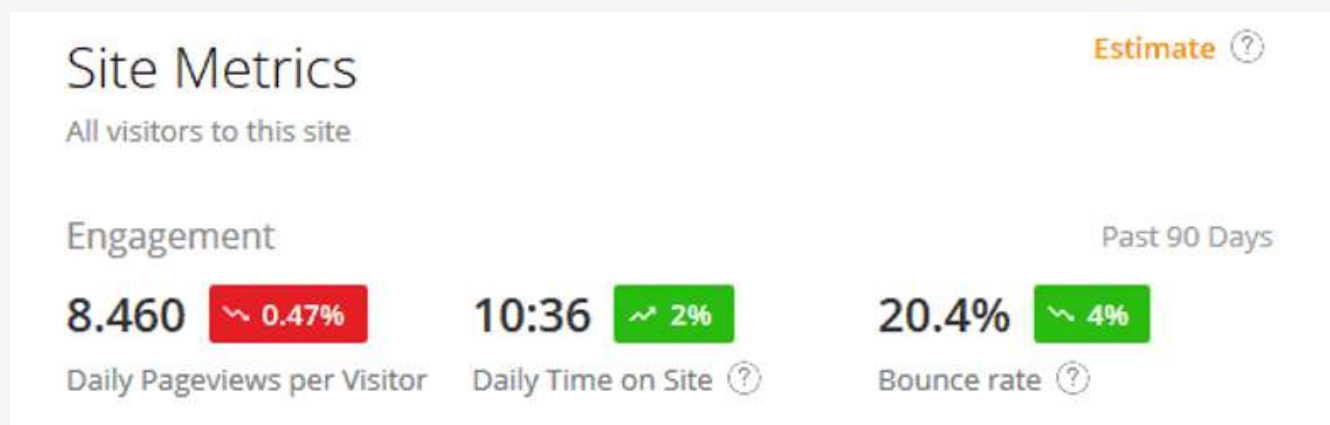 Site Metrics
Estimate ?
All visitors to this site
Engagement
Past 90 Days
8.460 0.47% 10:36 2% 20.4% 4%
Daily Pageviews per Visitor Daily Time on Site ? Bounce rate ?